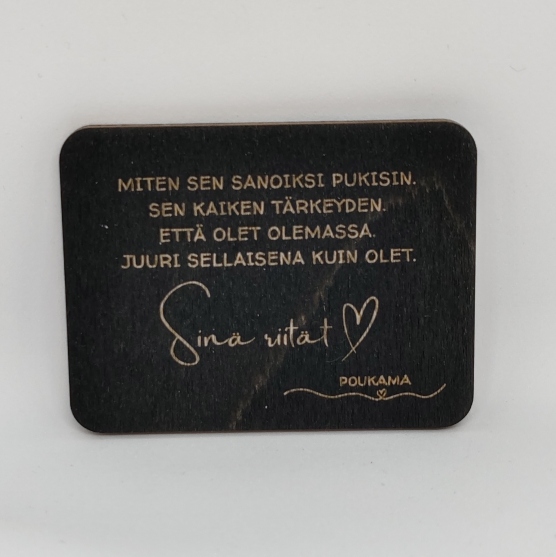 MITEN SEN SANOIKSI PUKISIN.
SEN KAIKEN TÄRKEYDEN.
ETTÄ OLET OLEMASSA.
JUURI SELLAISENA KUIN OLET.
Sinä riität
POUKAMA